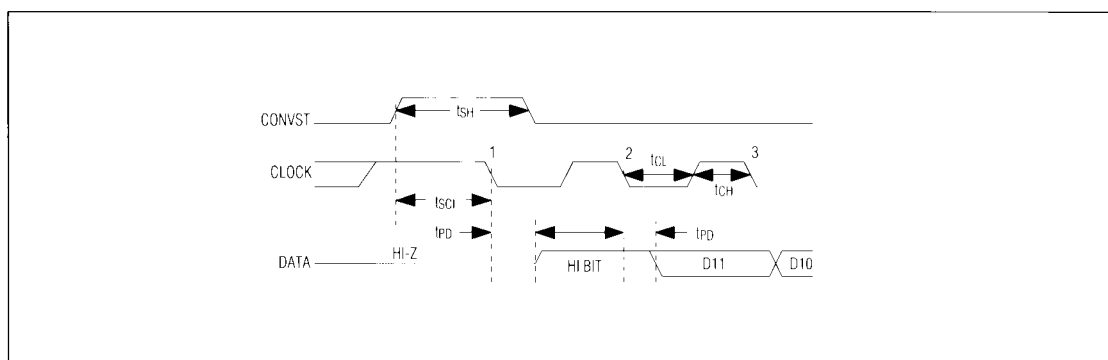 tSH
CONVST
1
2
3
tCL
CLOCK
tCH
tSCI
tPD
tPD
HI-Z
DATA
HI BIT
D11
D10